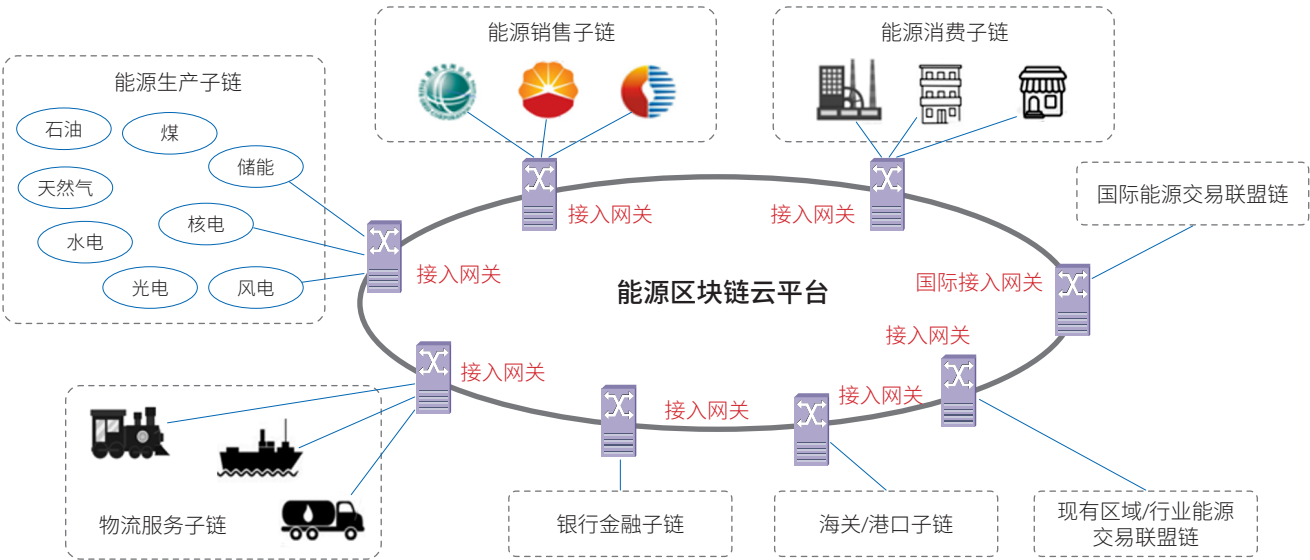 能源销售子链
能源消费子链
能源生产子链
石油
煤
储能
天然气
核电
水电
光电
风电
接入网关
接入网关
国际能源交易联盟链
接入网关
国际接入网关
能源区块链云平台
接入网关
接入网关
接入网关
接入网关
物流服务子链
银行金融子链
海关/港口子链
现有区域/行业能源
交易联盟链